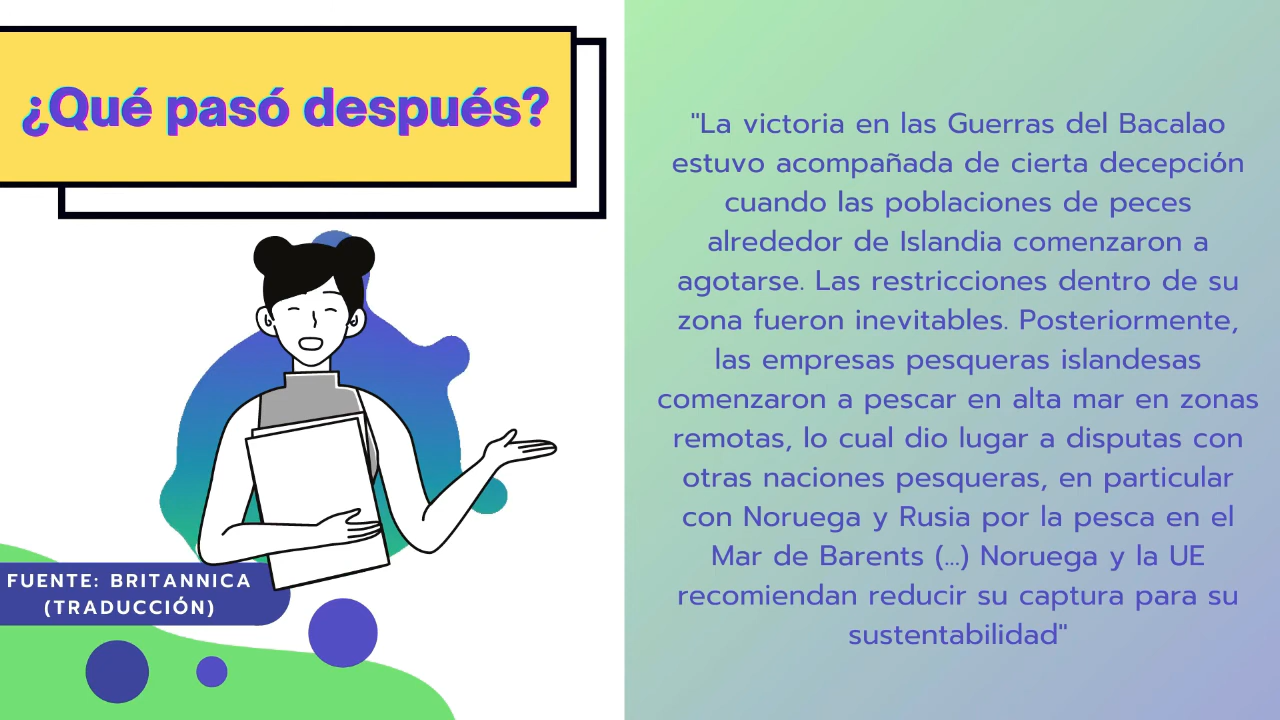 ¿Qué pasó después?
FUENTE: BRITANNICA
(TRADUCCIÓN)
"La victoria en las Guerras del Bacalao
estuvo acompañada de cierta decepción
cuando las poblaciones de peces
alrededor de Islandia comenzaron a
agotarse. Las restricciones dentro de su
zona fueron inevitables. Posteriormente,
las empresas pesqueras islandesas
comenzaron a pescar en alta mar en zonas
remotas, lo cual dio lugar a disputas con
otras naciones pesqueras, en particular
con Noruega y Rusia por la pesca en el
Mar de Barents (...) Noruega y la UE
recomiendan reducir su captura para su
sustentabilidad"